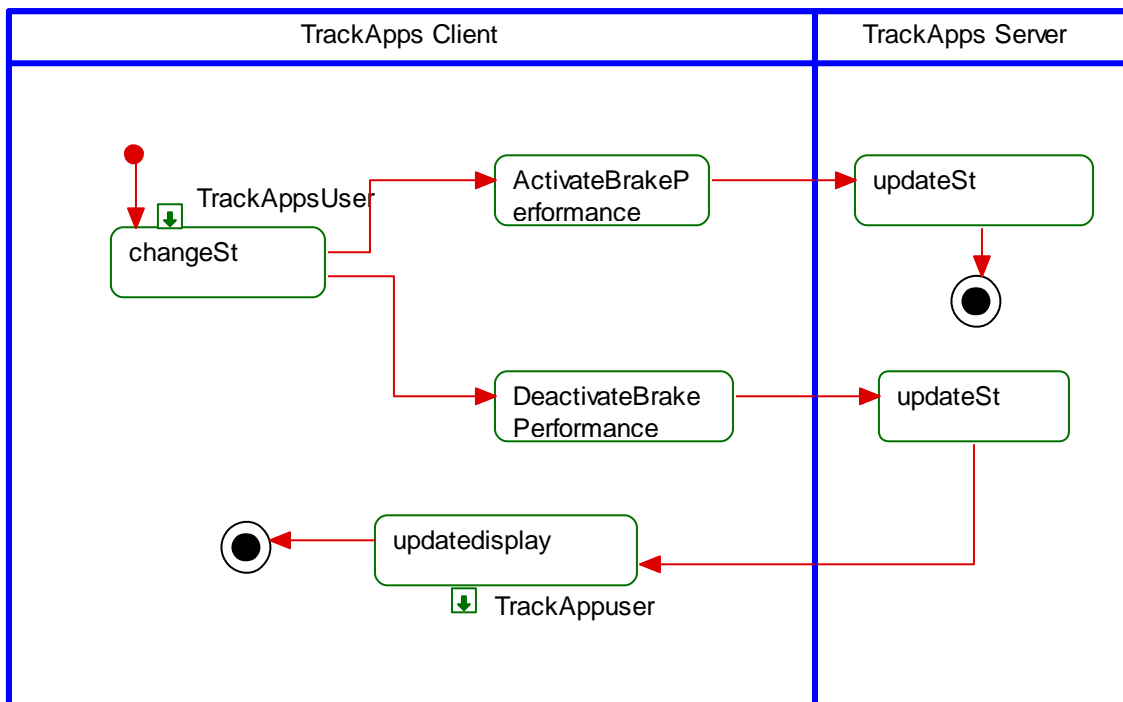 TrackApps Client
TrackApps Server
TrackAppsUser
changeSt
ActivateBrakeP
erformance
updateSt
DeactivateBrake
Performance
updateSt
updatedisplay
TrackAppuser